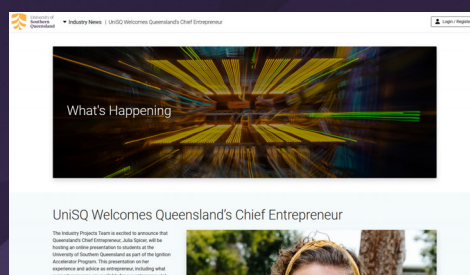 University of
Southern
Queensland
Industry News | UniSQ Welcomes Queensland's Chief Entrepreneur
Login / Register
What's Happening
UniSQ Welcomes Queensland's Chief Entrepreneur
The Industry Projects Team is excited to announce that
Queensland's Chief Entrepreneur, Julia Spicer, will be
hosting an online presentation to students at the
University of Southern Queensland as part of the Ignition
Accelerator Program. This presentation on her
experience and advice as entrepreneur, including what